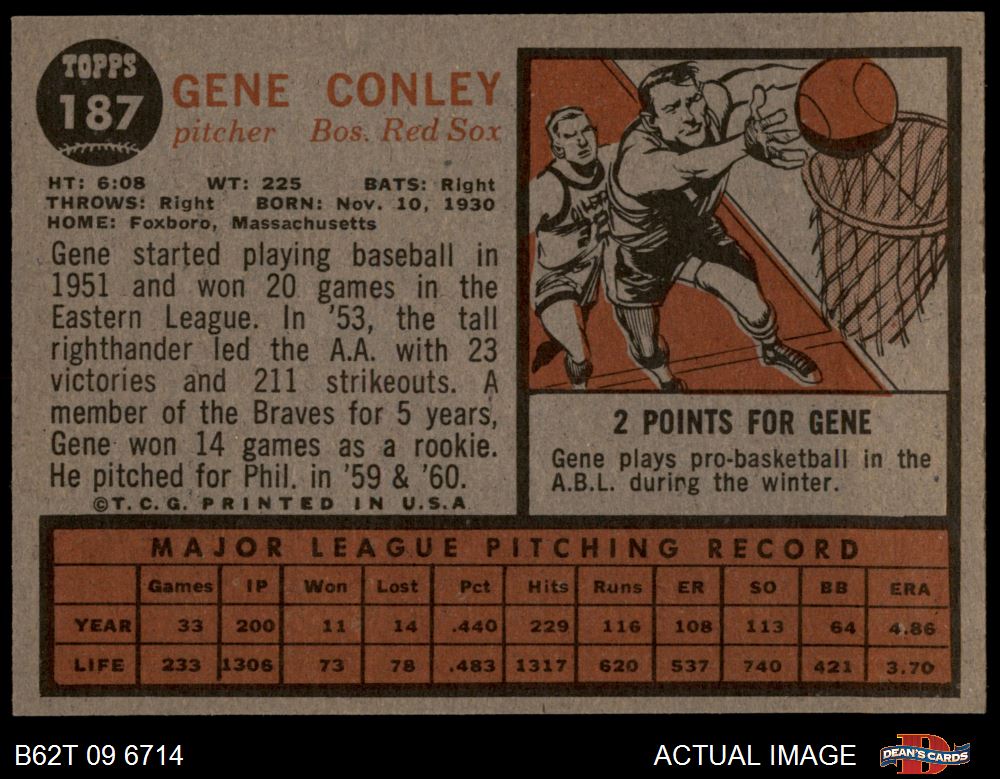 TOPPS
187
GENE CONLEY
pitcher Bos. Red Sox
HT: 6:08 WT: 225 BATS: Right
THROWS: Right BORN: Nov. 10, 1930
HOME: Foxboro, Massachusetts
Gene started playing baseball in
1951 and won 20 games in the
Eastern League. In '53, the tall
righthander led the A.A. with 23
victories and 211 strikeouts. A
member of the Braves for 5 years,
Gene won 14 games as a rookie.
He pitched for Phil. in '59 & '60.
©T.C.G. PRINTED IN U.S.A
2 POINTS FOR GENE
Gene plays pro-basketball in the
A.B.L. during the winter.
MAJOR LEAGUE PITCHING RECORD
Games IP Won Lost Pct Hits Runs ER SO BB ERA
YEAR 33 200 11 14 .440 229 116 108 113 64 4.86
LIFE 233 1306 73 78 .483 1317 620 537 740 421 3.70
B62T 09 6714 ACTUAL IMAGE
DEAN'S CARDS